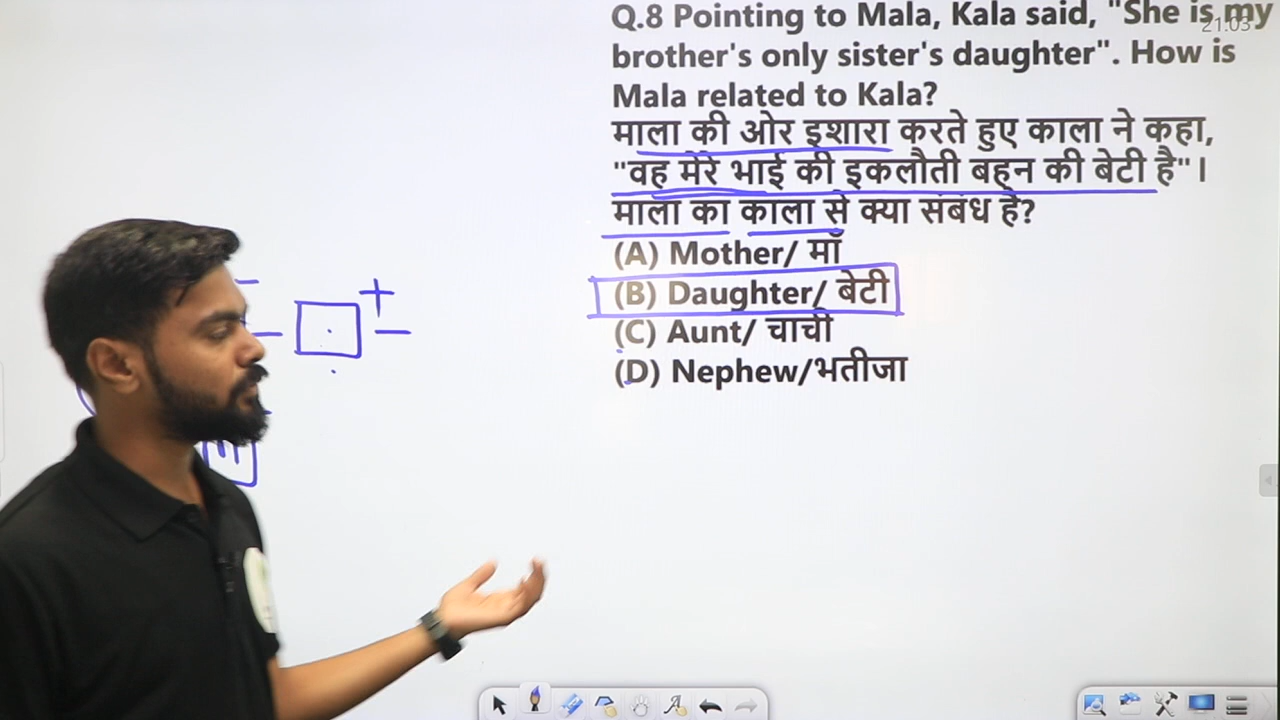 Q.8 Pointing to Mala, Kala said, "She is my
21:03
brother's only sister's daughter". How is
Mala related to Kala?
माला की ओर इशारा करते हुए काला ने कहा,
"वह मेरे भाई की इकलौती बहन की बेटी है"।
माला का काला से क्या संबंध है?
(A) Mother/ माँ
(B) Daughter/ बेटी
(C) Aunt/ चाची
(D) Nephew/भतीजा
+
−